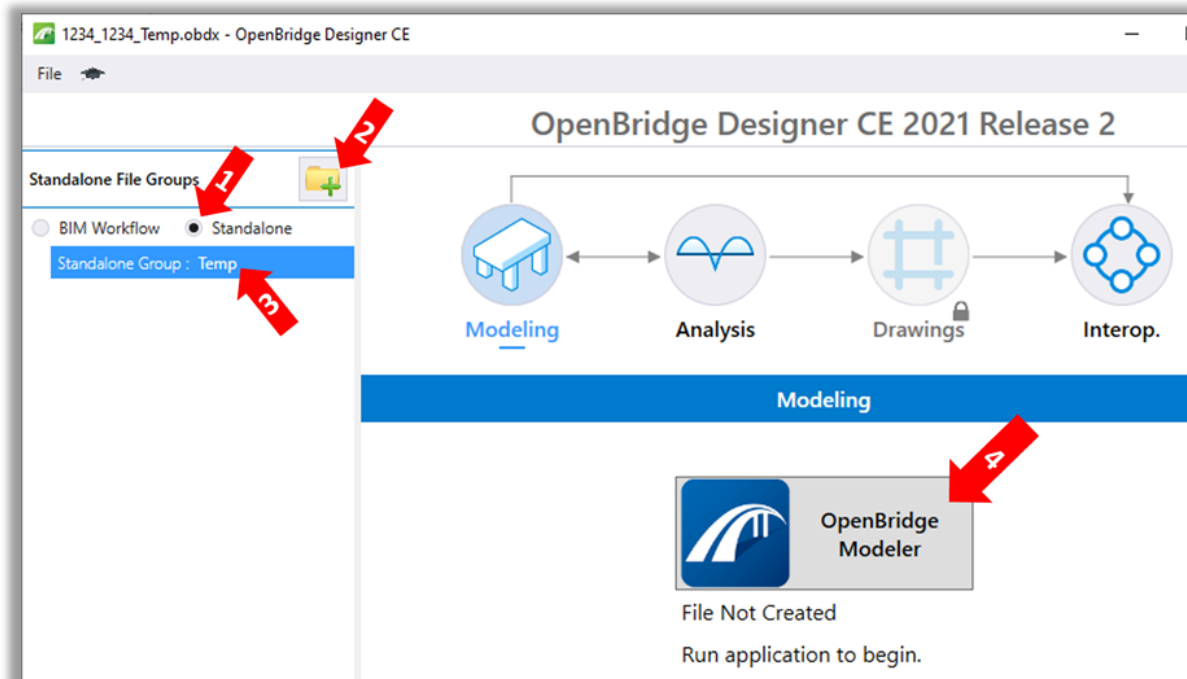 1234_1234_Temp.obdx - OpenBridge Designer CE
File
OpenBridge Designer CE 2021 Release 2
2
Standalone File Groups
1
BIM Workflow Standalone
Standalone Group : Temp
3
Modeling Analysis Drawings Interop.
Modeling
4
OpenBridge
Modeler
File Not Created
Run application to begin.